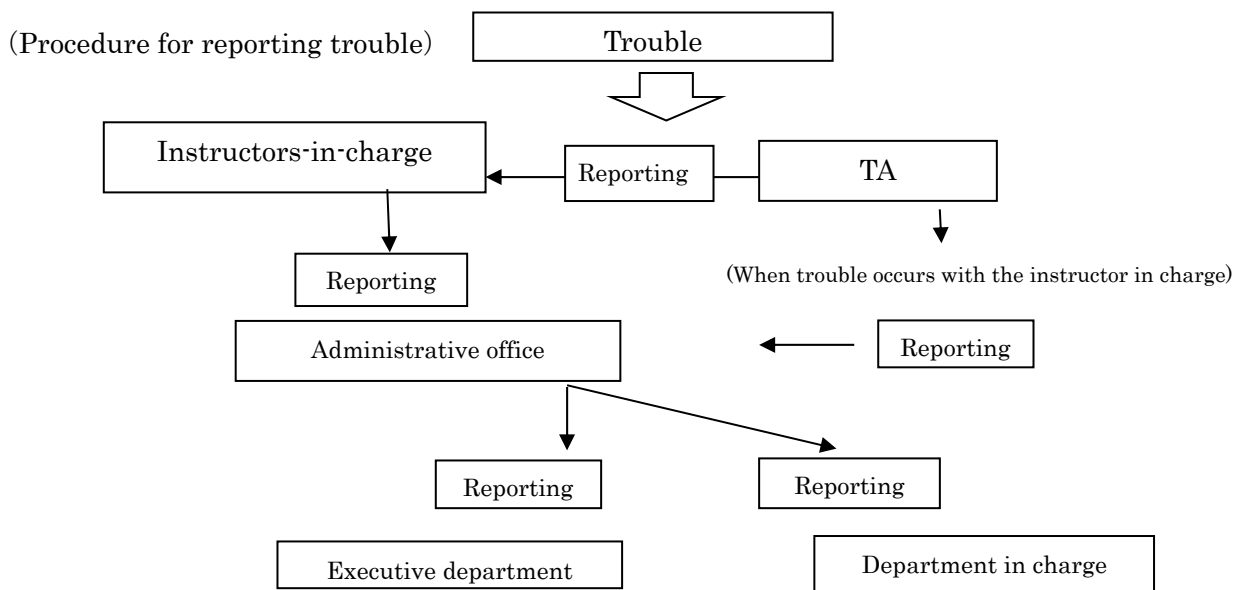 (Procedure for reporting trouble)
Trouble
Instructors-in-charge
Reporting
TA
Reporting
(When trouble occurs with the instructor in charge)
Administrative office
Reporting
Reporting
Reporting
Executive department
Department in charge